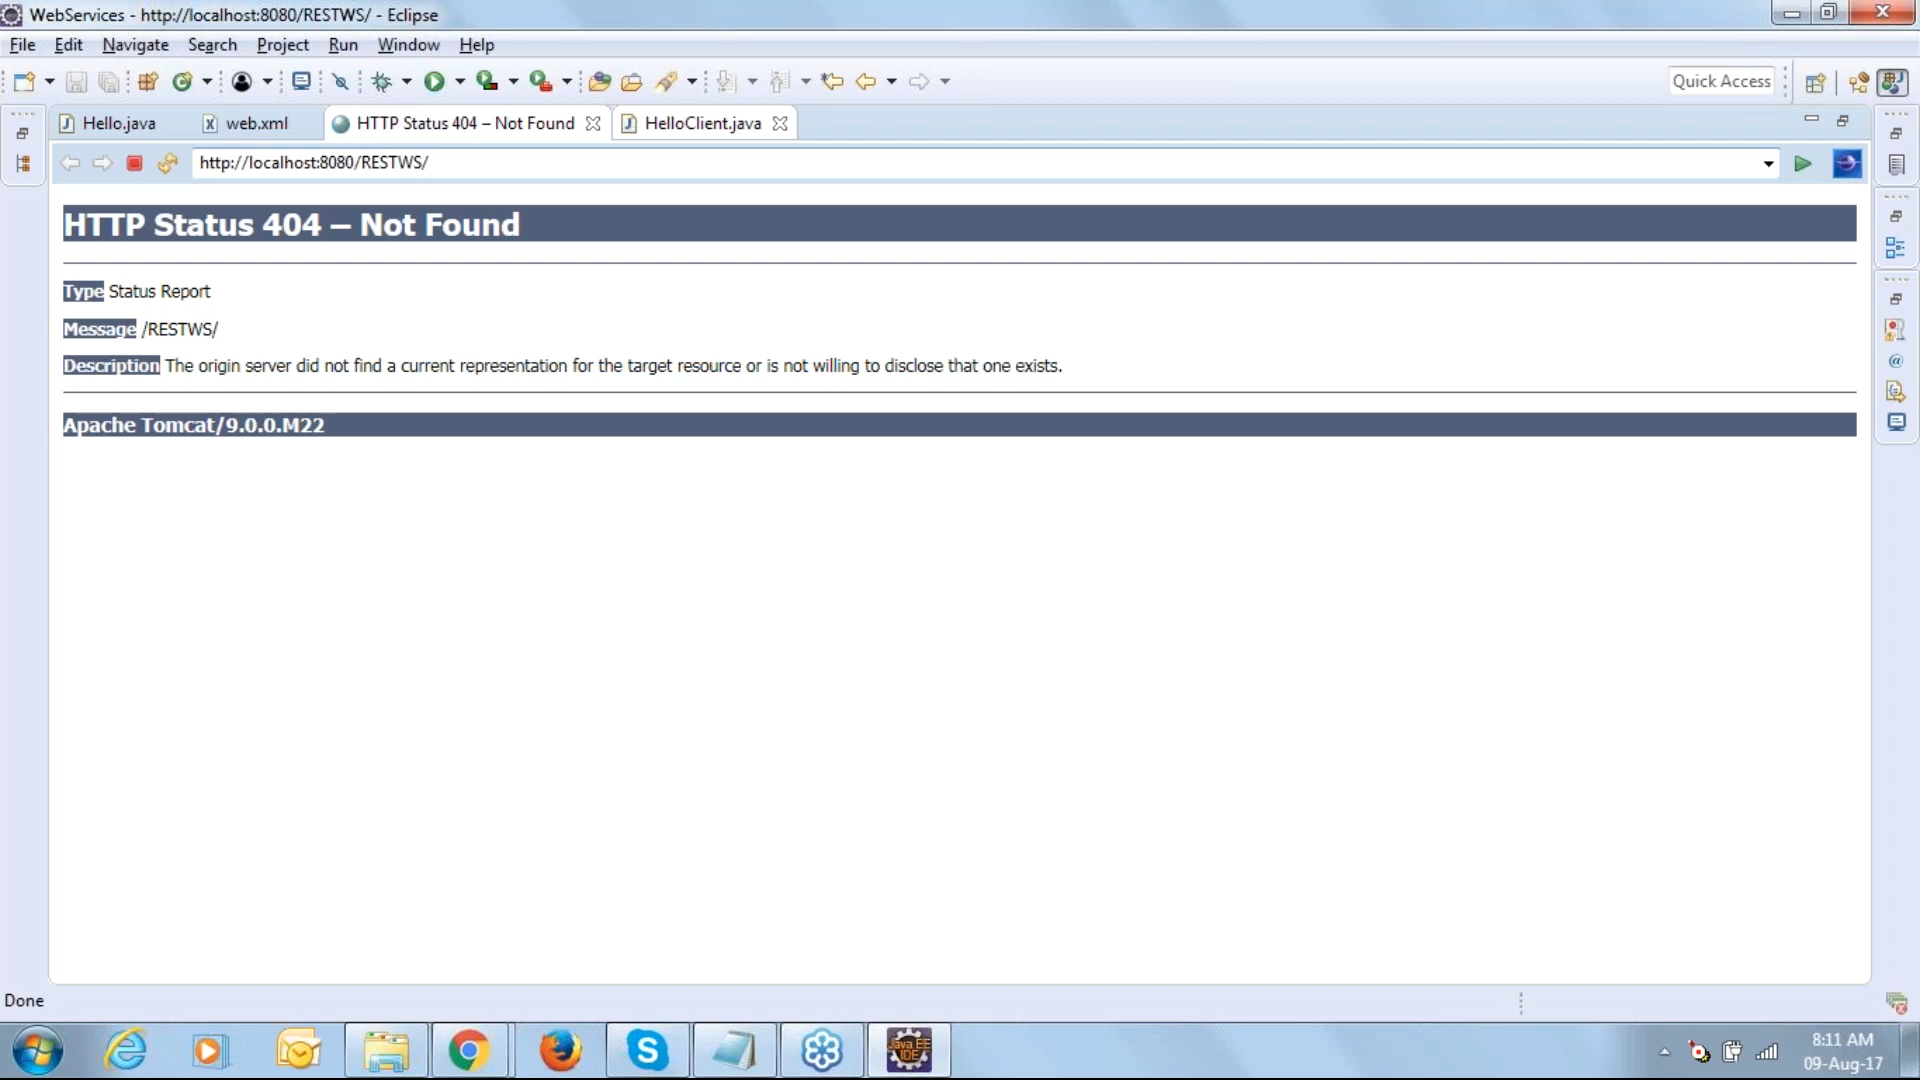 WebServices - http://localhost:8080/RESTWS/ - Eclipse
File Edit Navigate Search Project Run Window Help
Quick Access
Hello.java web.xml HTTP Status 404 – Not Found HelloClient.java
http://localhost:8080/RESTWS/
HTTP Status 404 – Not Found
Type Status Report
Message /RESTWS/
Description The origin server did not find a current representation for the target resource or is not willing to disclose that one exists.
Apache Tomcat/9.0.0.M22
Done
Java EE
IDE
8:11 AM
09-Aug-17